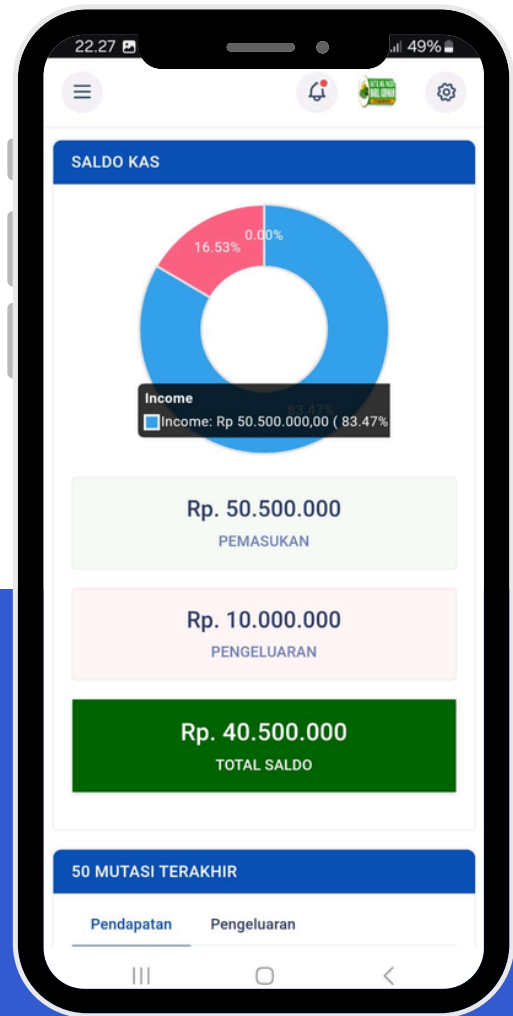 22.27
49%
SALDO KAS
0.00%
16.53%
83.47%
Income
Income: Rp 50.500.000,00 ( 83.47%
Rp. 50.500.000
PEMASUKAN
Rp. 10.000.000
PENGELUARAN
Rp. 40.500.000
TOTAL SALDO
50 MUTASI TERAKHIR
Pendapatan Pengeluaran